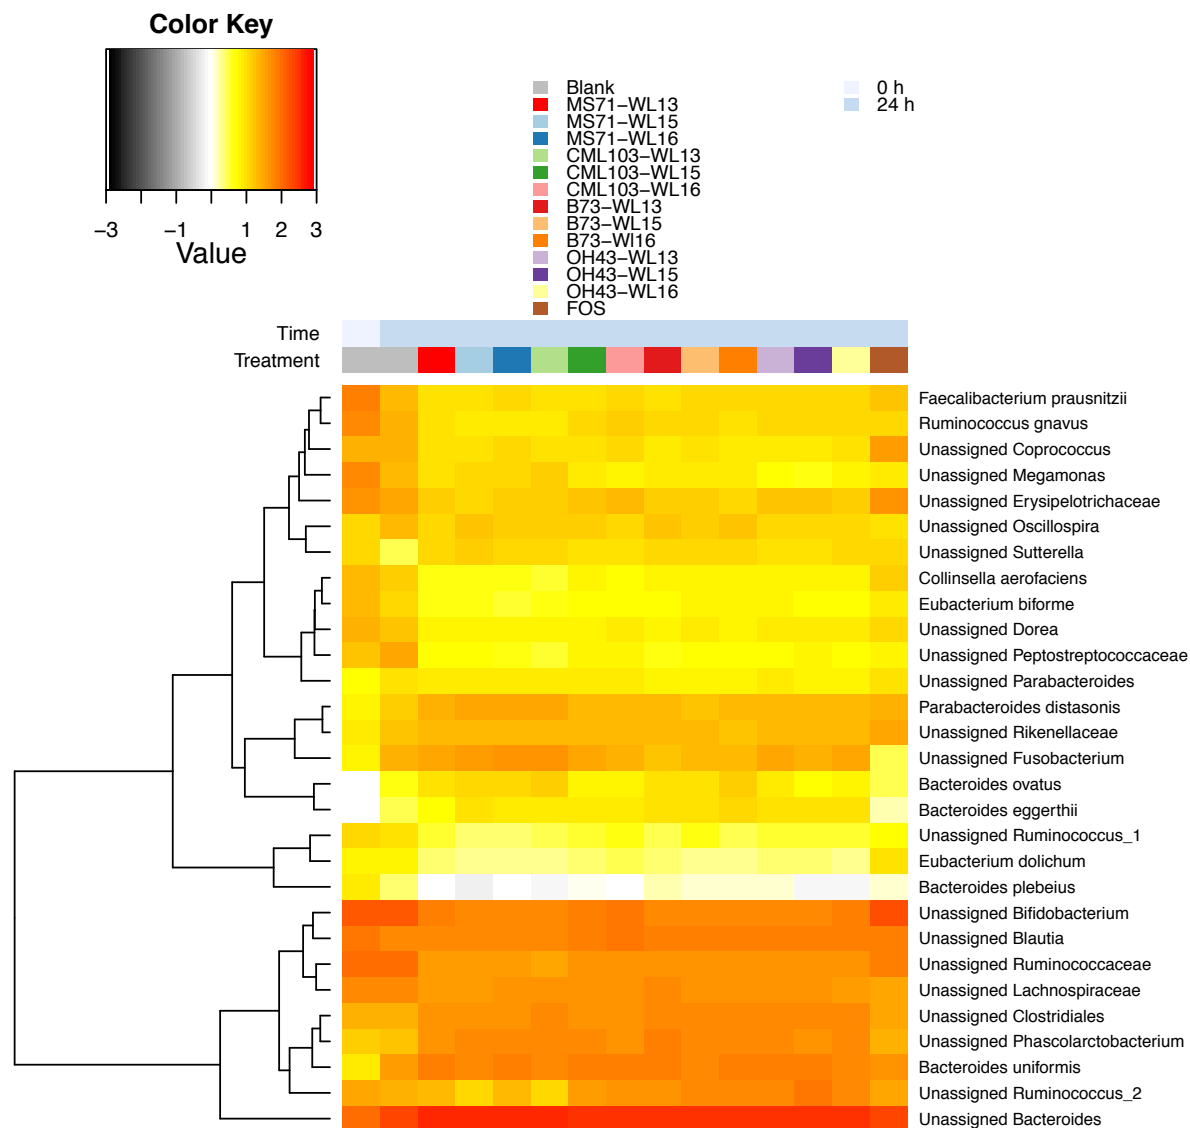 Color Key
−3 −1 1 2 3
Value
Blank
MS71−WL13
MS71−WL15
MS71−WL16
CML103−WL13
CML103−WL15
CML103−WL16
B73−WL13
B73−WL15
B73−Wl16
OH43−WL13
OH43−WL15
OH43−WL16
FOS
0 h
24 h
Time
Treatment
Faecalibacterium prausnitzii
Ruminococcus gnavus
Unassigned Coprococcus
Unassigned Megamonas
Unassigned Erysipelotrichaceae
Unassigned Oscillospira
Unassigned Sutterella
Collinsella aerofaciens
Eubacterium biforme
Unassigned Dorea
Unassigned Peptostreptococcaceae
Unassigned Parabacteroides
Parabacteroides distasonis
Unassigned Rikenellaceae
Unassigned Fusobacterium
Bacteroides ovatus
Bacteroides eggerthii
Unassigned Ruminococcus_1
Eubacterium dolichum
Bacteroides plebeius
Unassigned Bifidobacterium
Unassigned Blautia
Unassigned Ruminococcaceae
Unassigned Lachnospiraceae
Unassigned Clostridiales
Unassigned Phascolarctobacterium
Bacteroides uniformis
Unassigned Ruminococcus_2
Unassigned Bacteroides